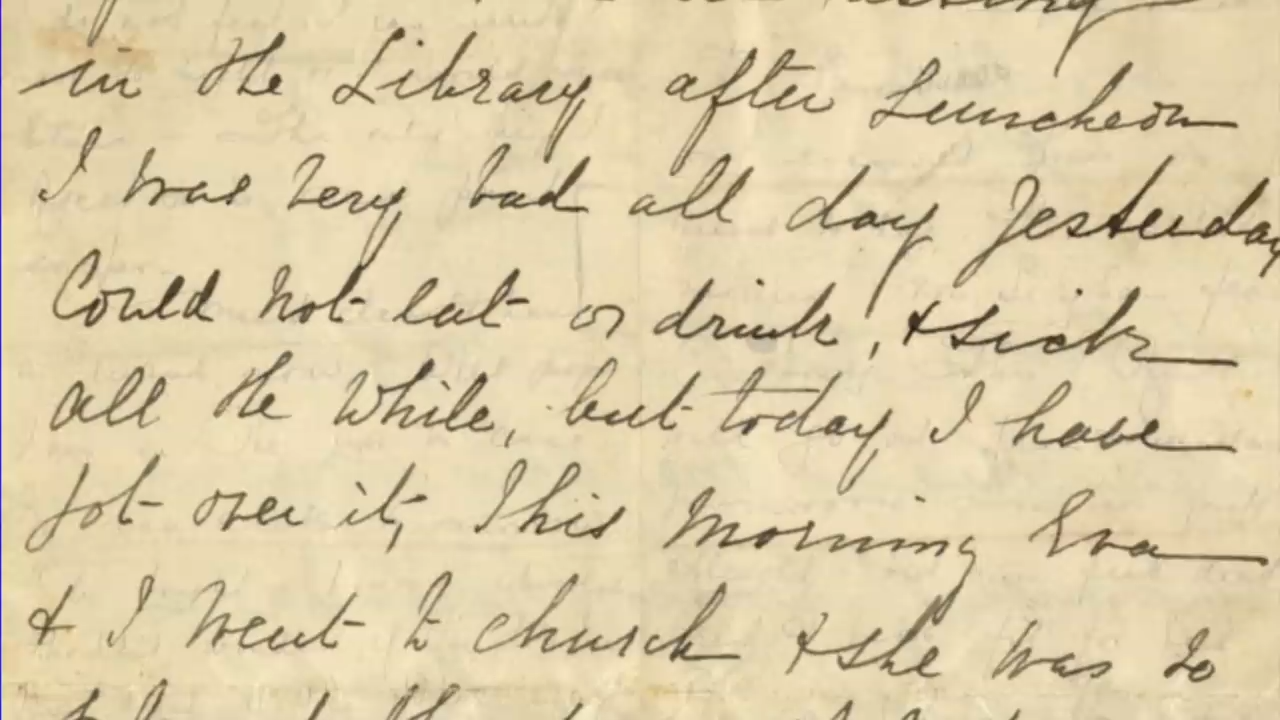 in the Library after Luncheon
I was very bad all day Yesterday
Could not eat or drink, & sick
all the while, but today I have
got over it, This morning Eva
& I went to church & she was so